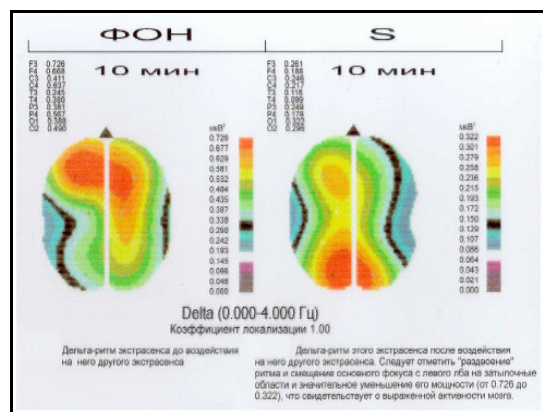 ФОН S
10 мин 10 мин
F3 0.726
F4 0.668
C3 0.411
C4 0.637
T3 0.245
T4 0.380
P3 0.381
P4 0.567
O1 0.388
O2 0.490
F3 0.261
F4 0.188
C3 0.246
C4 0.217
T3 0.116
T4 0.099
P3 0.249
P4 0.179
O1 0.322
O2 0.296
мкВ²
0.726
0.677
0.629
0.581
0.532
0.484
0.435
0.387
0.338
0.290
0.242
0.193
0.145
0.096
0.048
0.000
мкВ²
0.322
0.301
0.279
0.258
0.236
0.215
0.193
0.172
0.150
0.129
0.107
0.086
0.064
0.043
0.021
0.000
Delta (0.000-4.000 Гц)
Коэффициент локализации 1.00
Дельта-ритм экстрасенса до воздействия
на него другого экстрасенса
Дельта-ритм этого экстрасенса после воздействия
на него другого экстрасенса. Следует отметить "раздвоение"
ритма и смещение основного фокуса с левого лба на затылочные
области и значительное уменьшение его мощности (от 0.726 до
0.322), что свидетельствует о выраженной активности мозга.